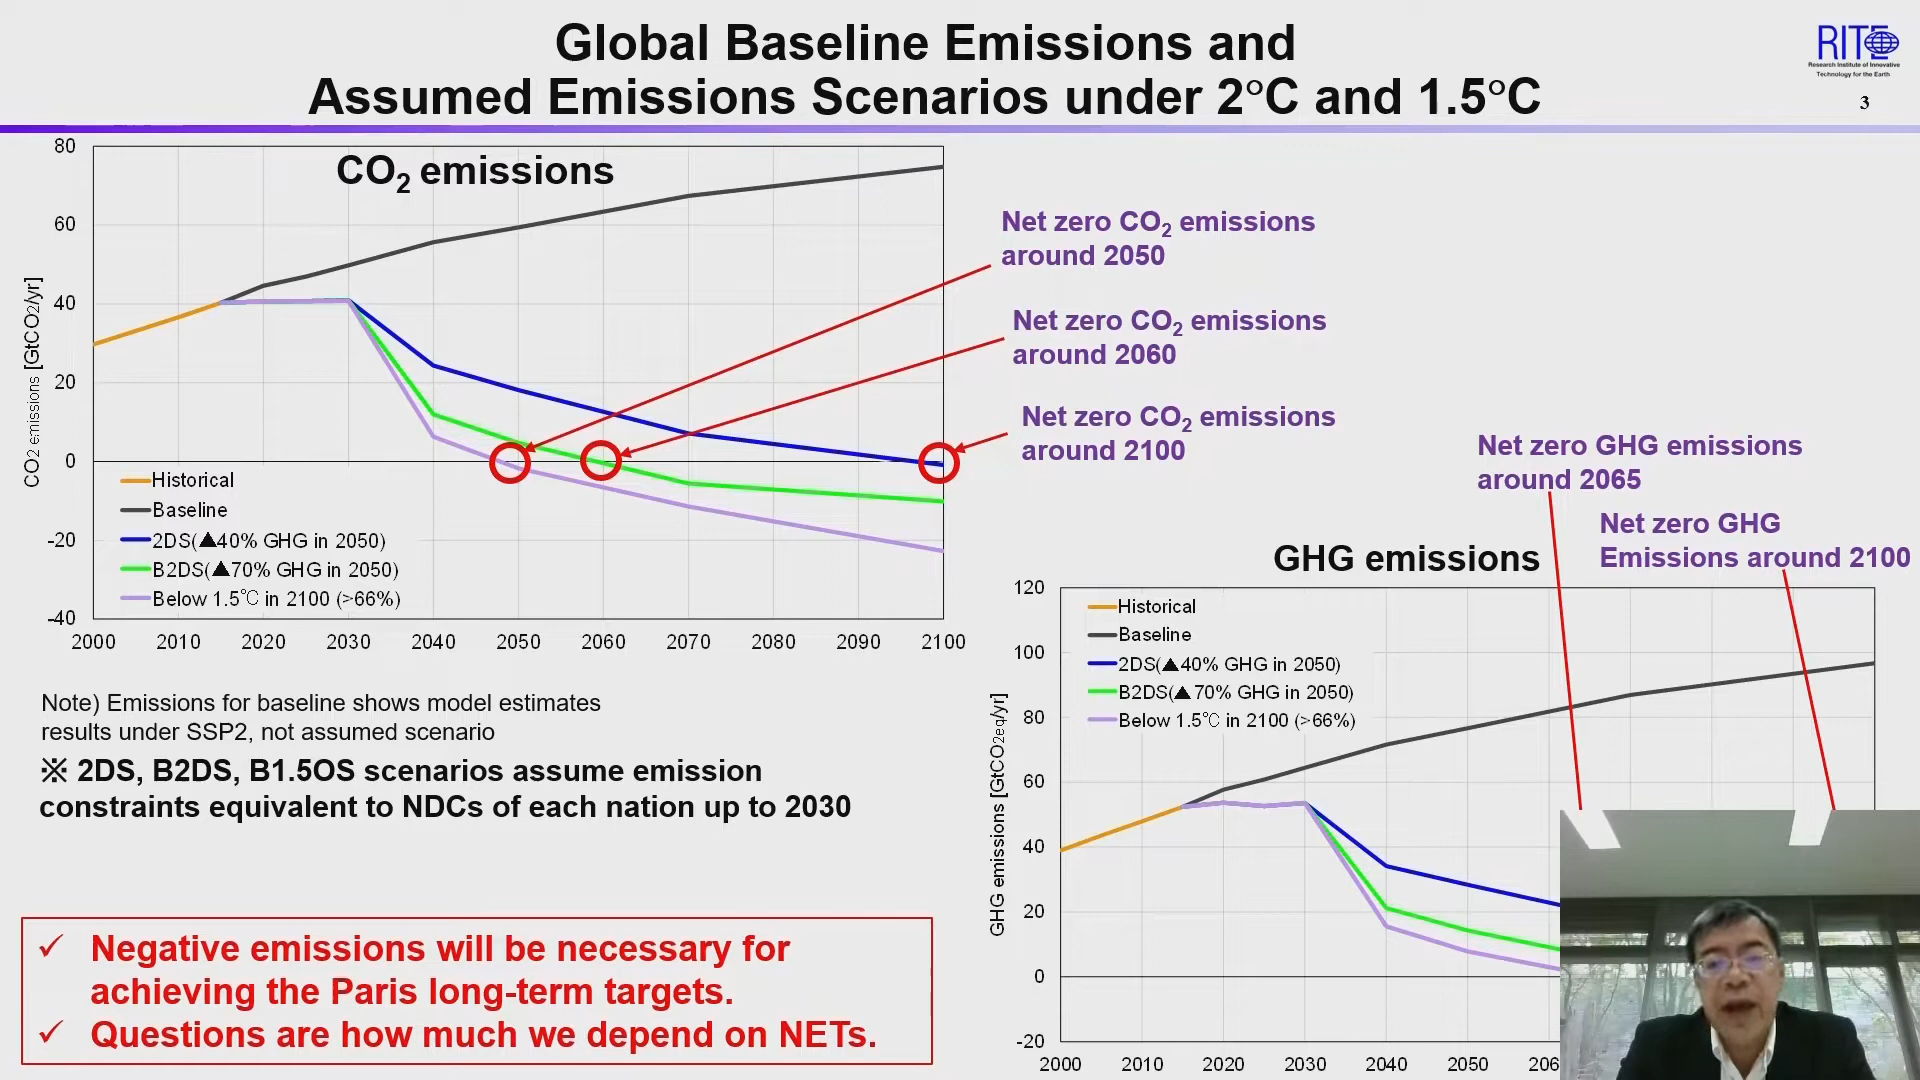 Global Baseline Emissions and
Assumed Emissions Scenarios under 2°C and 1.5°C
RITE
Research Institute of Innovative
Technology for the Earth
3
CO2 emissions
80
60
40
20
0
-20
-40
CO2 emissions [GtCO2/yr]
2000 2010 2020 2030 2040 2050 2060 2070 2080 2090 2100
Historical
Baseline
2DS(▲40% GHG in 2050)
B2DS(▲70% GHG in 2050)
Below 1.5℃ in 2100 (>66%)
Net zero CO2 emissions
around 2050
Net zero CO2 emissions
around 2060
Net zero CO2 emissions
around 2100
Note) Emissions for baseline shows model estimates
results under SSP2, not assumed scenario
※ 2DS, B2DS, B1.5OS scenarios assume emission
constraints equivalent to NDCs of each nation up to 2030
✓ Negative emissions will be necessary for
achieving the Paris long-term targets.
✓ Questions are how much we depend on NETs.
Net zero GHG emissions
around 2065
Net zero GHG
Emissions around 2100
GHG emissions
120
100
80
60
40
20
0
-20
GHG emissions [GtCO2eq/yr]
Historical
Baseline
2DS(▲40% GHG in 2050)
B2DS(▲70% GHG in 2050)
Below 1.5℃ in 2100 (>66%)
2000 2010 2020 2030 2040 2050 206